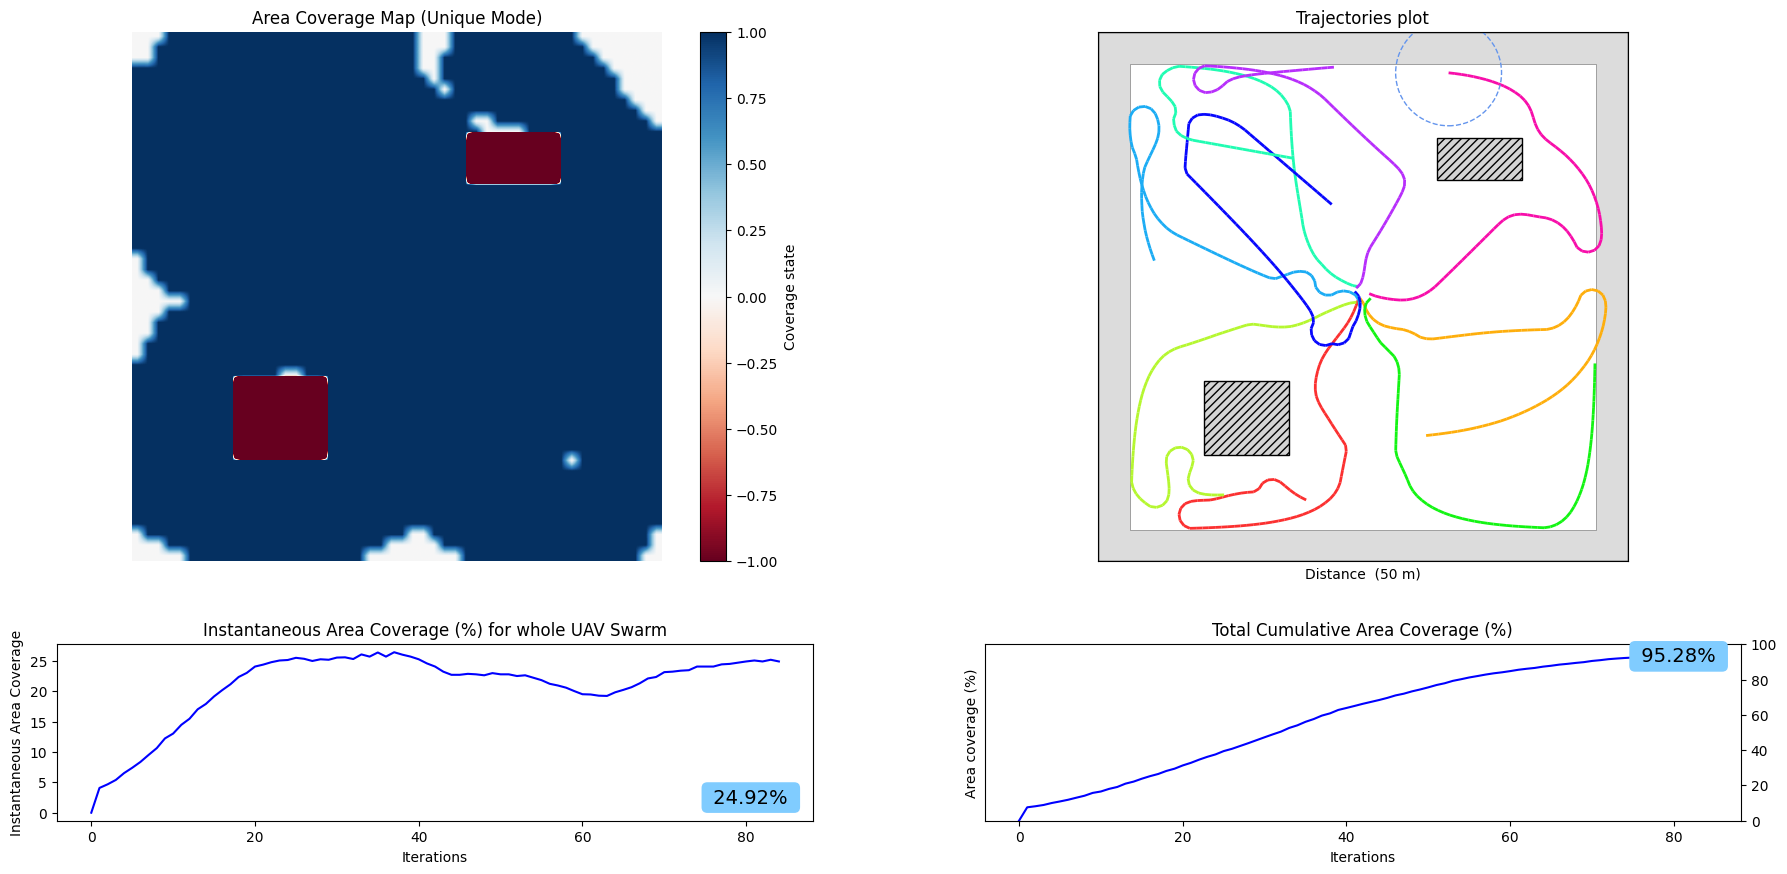 Area Coverage Map (Unique Mode)
1.00
0.75
0.50
0.25
0.00
−0.25
−0.50
−0.75
−1.00
Coverage state
Trajectories plot
Distance  (50 m)
Instantaneous Area Coverage (%) for whole UAV Swarm
Instantaneous Area Coverage
25
20
15
10
5
0
24.92%
0 20 40 60 80
Iterations
Total Cumulative Area Coverage (%)
Area coverage (%)
95.28%
100
80
60
40
20
0
0 20 40 60 80
Iterations